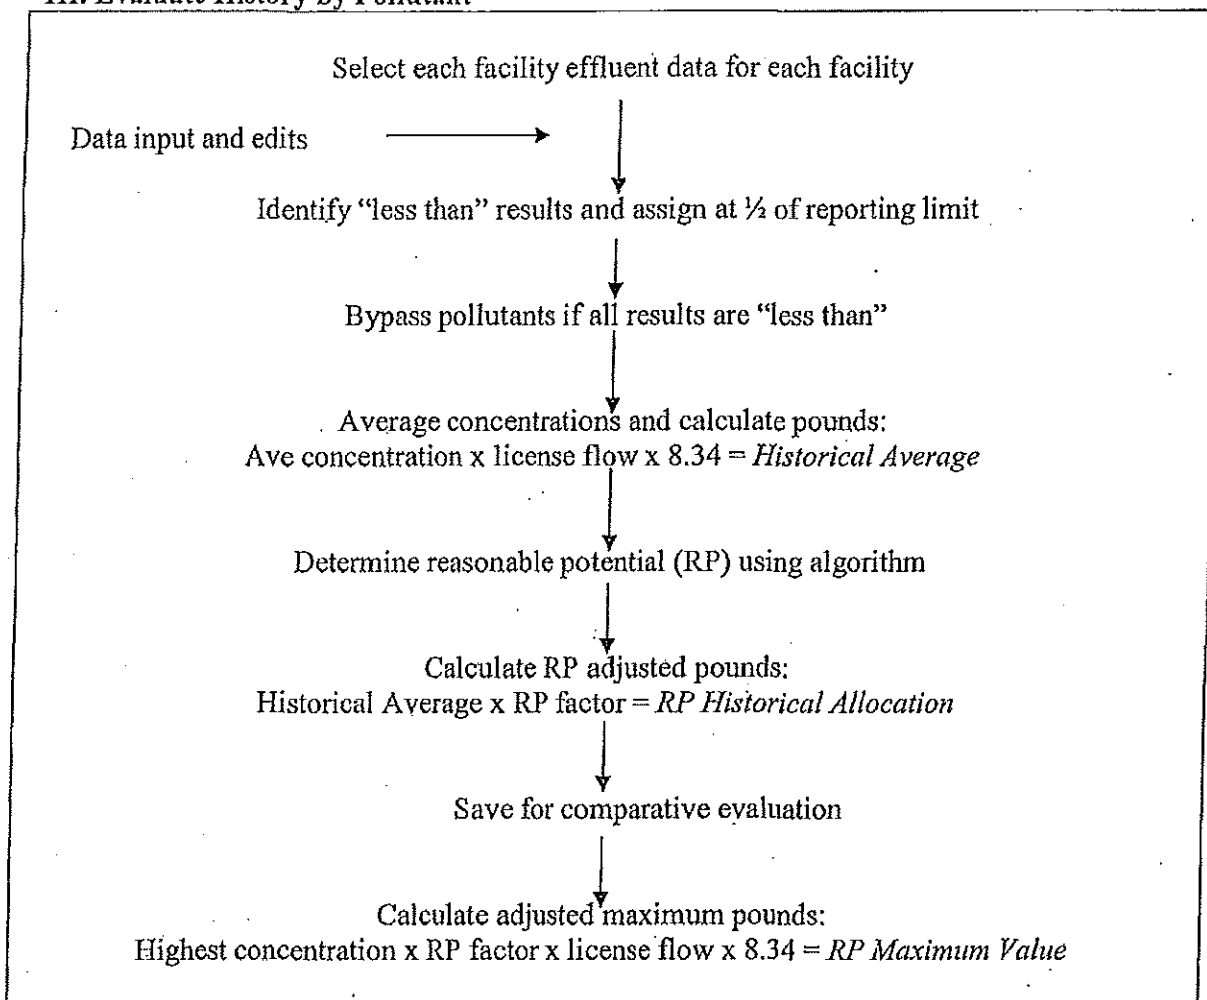 III. Evaluate History by Pollutant
Select each facility effluent data for each facility
Data input and edits
Identify “less than” results and assign at ½ of reporting limit
Bypass pollutants if all results are “less than”
Average concentrations and calculate pounds:
Ave concentration x license flow x 8.34 = Historical Average
Determine reasonable potential (RP) using algorithm
Calculate RP adjusted pounds:
Historical Average x RP factor = RP Historical Allocation
Save for comparative evaluation
Calculate adjusted maximum pounds:
Highest concentration x RP factor x license flow x 8.34 = RP Maximum Value